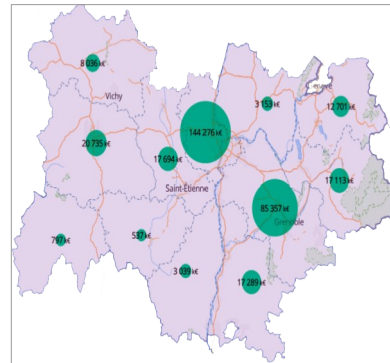 8 036 k€
Vichy
3 153 k€
12 701 k€
144 276 k€
20 735 k€
17 694 k€
Saint-Étienne
17 113 k€
85 357 k€
Grenoble
797 k€
537 k€
3 039 k€
17 289 k€